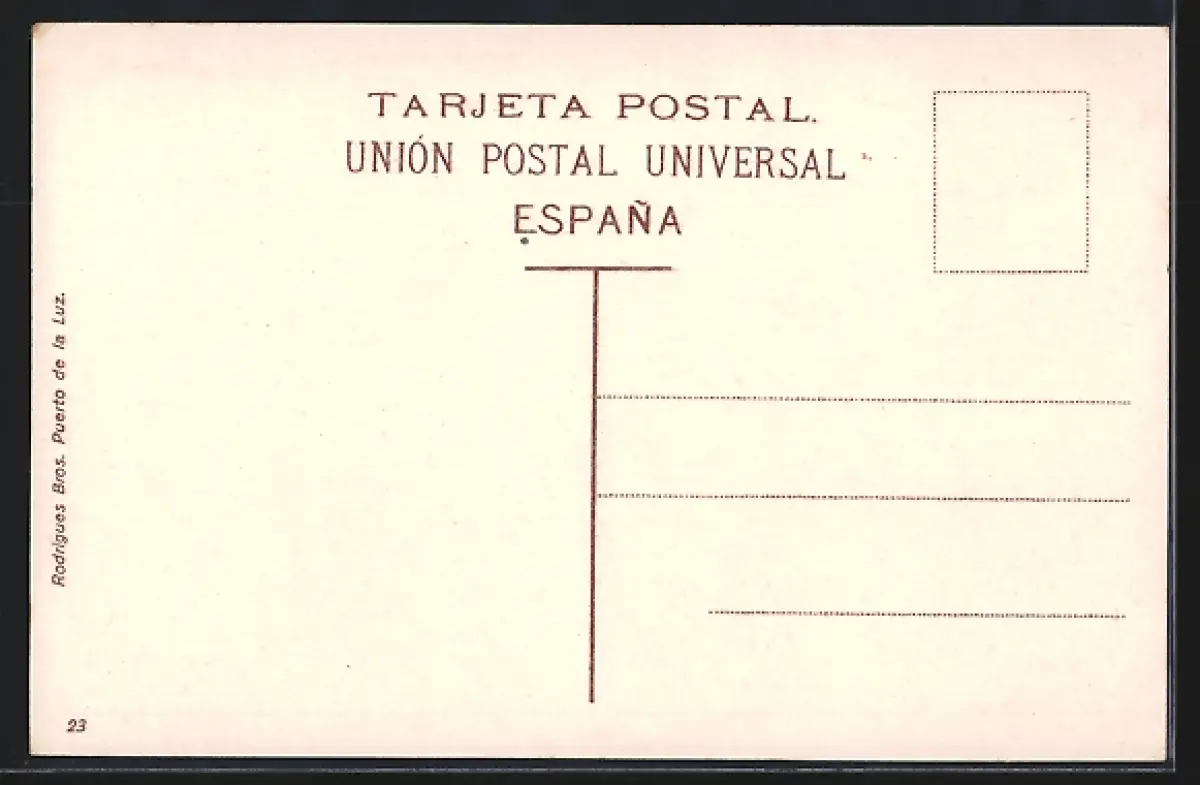 TARJETA POSTAL.
UNIÓN POSTAL UNIVERSAL
ESPAÑA
Rodrigues Bros. Puerto de la Luz.
23